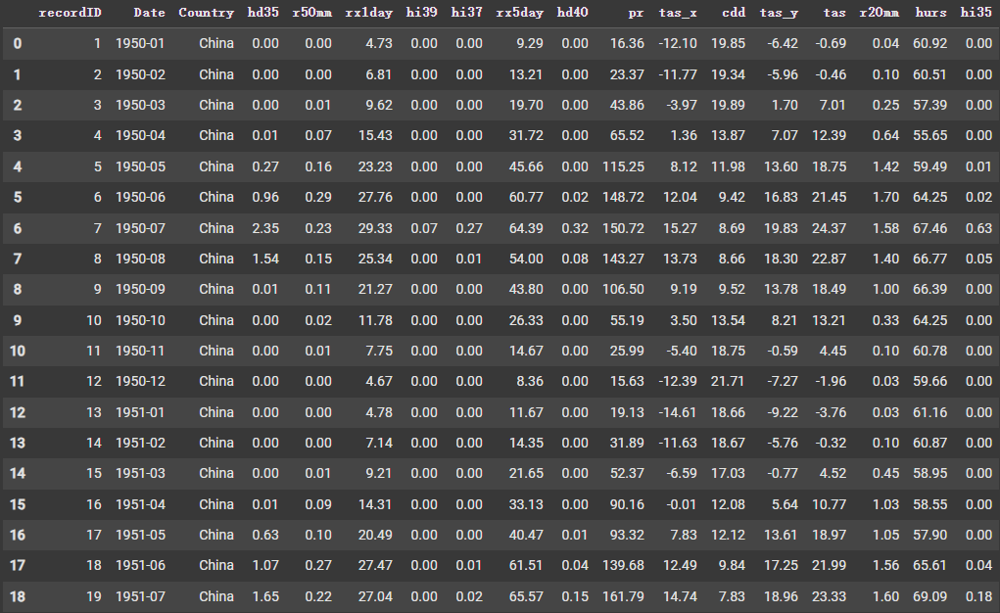 recordID Date Country hd35 r50mm rx1day hi39 hi37 rx5day hd40 pr tas_x cdd tas_y tas r20mm hurs hi35
0 1 1950-01 China 0.00 0.00 4.73 0.00 0.00 9.29 0.00 16.36 -12.10 19.85 -6.42 -0.69 0.04 60.92 0.00
1 2 1950-02 China 0.00 0.00 6.81 0.00 0.00 13.21 0.00 23.37 -11.77 19.34 -5.96 -0.46 0.10 60.51 0.00
2 3 1950-03 China 0.00 0.01 9.62 0.00 0.00 19.70 0.00 43.86 -3.97 19.89 1.70 7.01 0.25 57.39 0.00
3 4 1950-04 China 0.01 0.07 15.43 0.00 0.00 31.72 0.00 65.52 1.36 13.87 7.07 12.39 0.64 55.65 0.00
4 5 1950-05 China 0.27 0.16 23.23 0.00 0.00 45.66 0.00 115.25 8.12 11.98 13.60 18.75 1.42 59.49 0.01
5 6 1950-06 China 0.96 0.29 27.76 0.00 0.00 60.77 0.02 148.72 12.04 9.42 16.83 21.45 1.70 64.25 0.02
6 7 1950-07 China 2.35 0.23 29.33 0.07 0.27 64.39 0.32 150.72 15.27 8.69 19.83 24.37 1.58 67.46 0.63
7 8 1950-08 China 1.54 0.15 25.34 0.00 0.01 54.00 0.08 143.27 13.73 8.66 18.30 22.87 1.40 66.77 0.05
8 9 1950-09 China 0.01 0.11 21.27 0.00 0.00 43.80 0.00 106.50 9.19 9.52 13.78 18.49 1.00 66.39 0.00
9 10 1950-10 China 0.00 0.02 11.78 0.00 0.00 26.33 0.00 55.19 3.50 13.54 8.21 13.21 0.33 64.25 0.00
10 11 1950-11 China 0.00 0.01 7.75 0.00 0.00 14.67 0.00 25.99 -5.40 18.75 -0.59 4.45 0.10 60.78 0.00
11 12 1950-12 China 0.00 0.00 4.67 0.00 0.00 8.36 0.00 15.63 -12.39 21.71 -7.27 -1.96 0.03 59.66 0.00
12 13 1951-01 China 0.00 0.00 4.78 0.00 0.00 11.67 0.00 19.13 -14.61 18.66 -9.22 -3.76 0.03 61.16 0.00
13 14 1951-02 China 0.00 0.00 7.14 0.00 0.00 14.35 0.00 31.89 -11.63 18.67 -5.76 -0.32 0.10 60.87 0.00
14 15 1951-03 China 0.00 0.01 9.21 0.00 0.00 21.65 0.00 52.37 -6.59 17.03 -0.77 4.52 0.45 58.95 0.00
15 16 1951-04 China 0.01 0.09 14.31 0.00 0.00 33.13 0.00 90.16 -0.01 12.08 5.64 10.77 1.03 58.55 0.00
16 17 1951-05 China 0.63 0.10 20.49 0.00 0.00 40.47 0.01 93.32 7.83 12.12 13.61 18.97 1.05 57.90 0.00
17 18 1951-06 China 1.07 0.27 27.47 0.00 0.01 61.51 0.04 139.68 12.49 9.84 17.25 21.99 1.56 65.61 0.04
18 19 1951-07 China 1.65 0.22 27.04 0.00 0.02 65.57 0.15 161.79 14.74 7.83 18.96 23.33 1.60 69.09 0.18